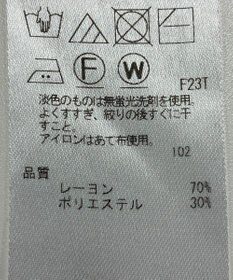 F
W
F23T
淡色のものは無蛍光洗剤を使用。
よくすすぎ、絞りの後すぐに干
すこと。
アイロンはあて布使用。
102
品質
レーヨン 70%
ポリエステル 30%